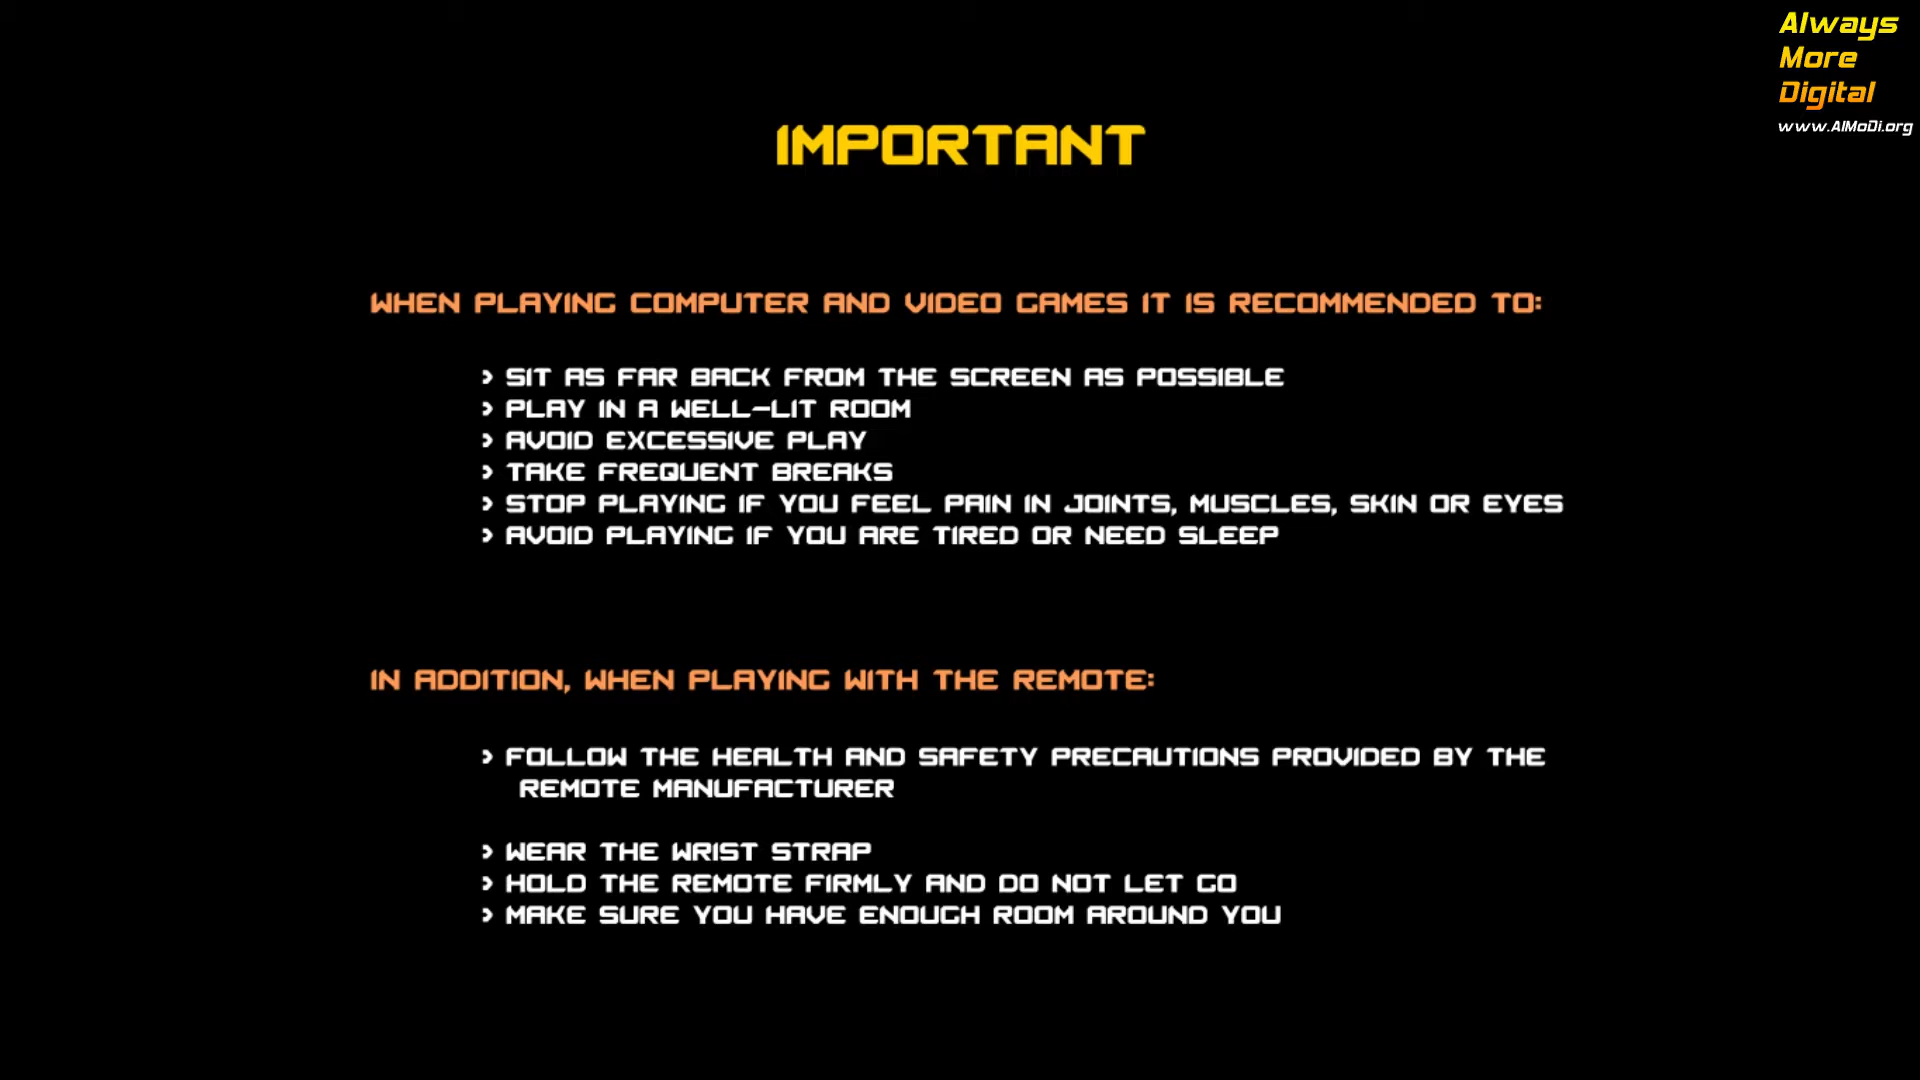 Always
More
Digital
www.AlMoDi.org
IMPORTANT
WHEN PLAYING COMPUTER AND VIDEO GAMES IT IS RECOMMENDED TO:
> SIT AS FAR BACK FROM THE SCREEN AS POSSIBLE
> PLAY IN A WELL-LIT ROOM
> AVOID EXCESSIVE PLAY
> TAKE FREQUENT BREAKS
> STOP PLAYING IF YOU FEEL PAIN IN JOINTS, MUSCLES, SKIN OR EYES
> AVOID PLAYING IF YOU ARE TIRED OR NEED SLEEP
IN ADDITION, WHEN PLAYING WITH THE REMOTE:
> FOLLOW THE HEALTH AND SAFETY PRECAUTIONS PROVIDED BY THE
REMOTE MANUFACTURER
> WEAR THE WRIST STRAP
> HOLD THE REMOTE FIRMLY AND DO NOT LET GO
> MAKE SURE YOU HAVE ENOUGH ROOM AROUND YOU